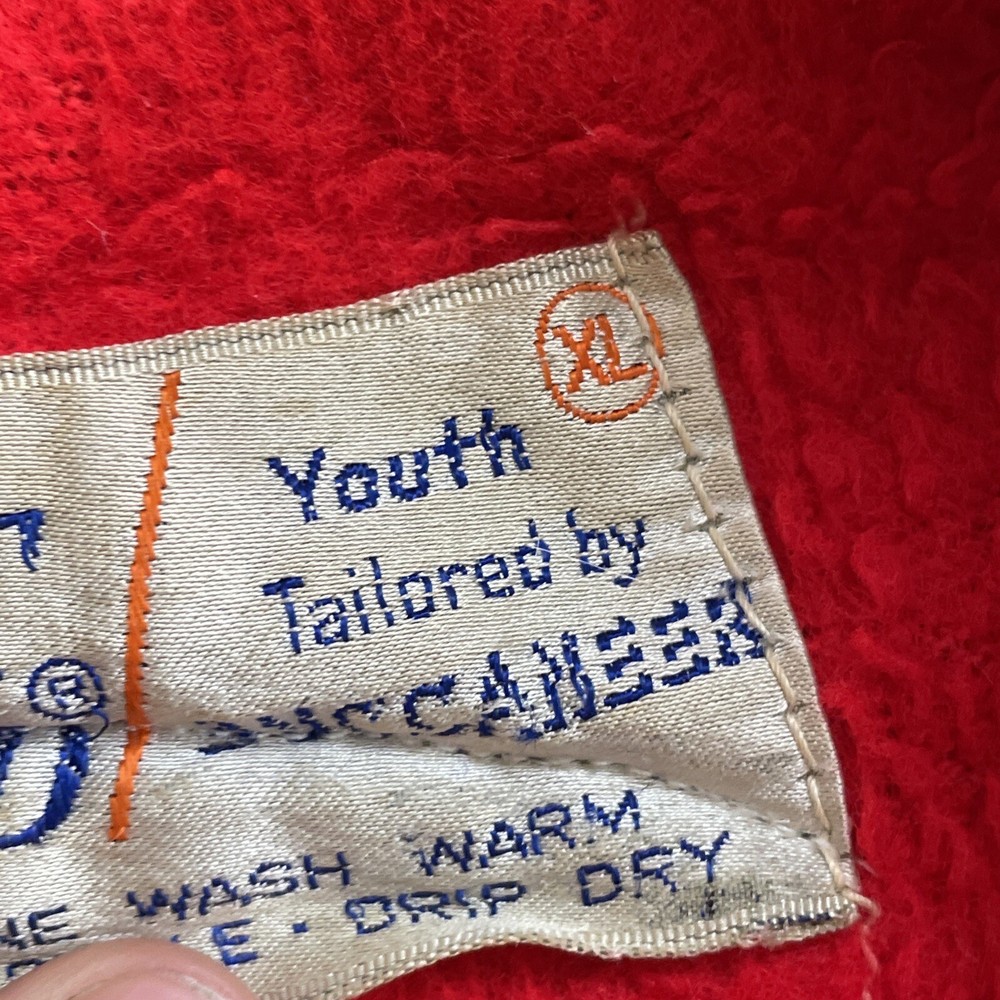 XL
Youth
Tailored by
BUCCANEER
®
WASH WARM
DRIP DRY